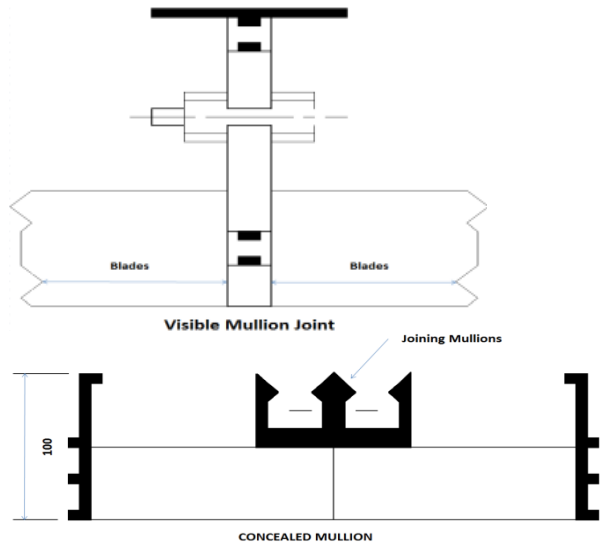 Blades
Blades
Visible Mullion Joint
Joining Mullions
100
CONCEALED MULLION